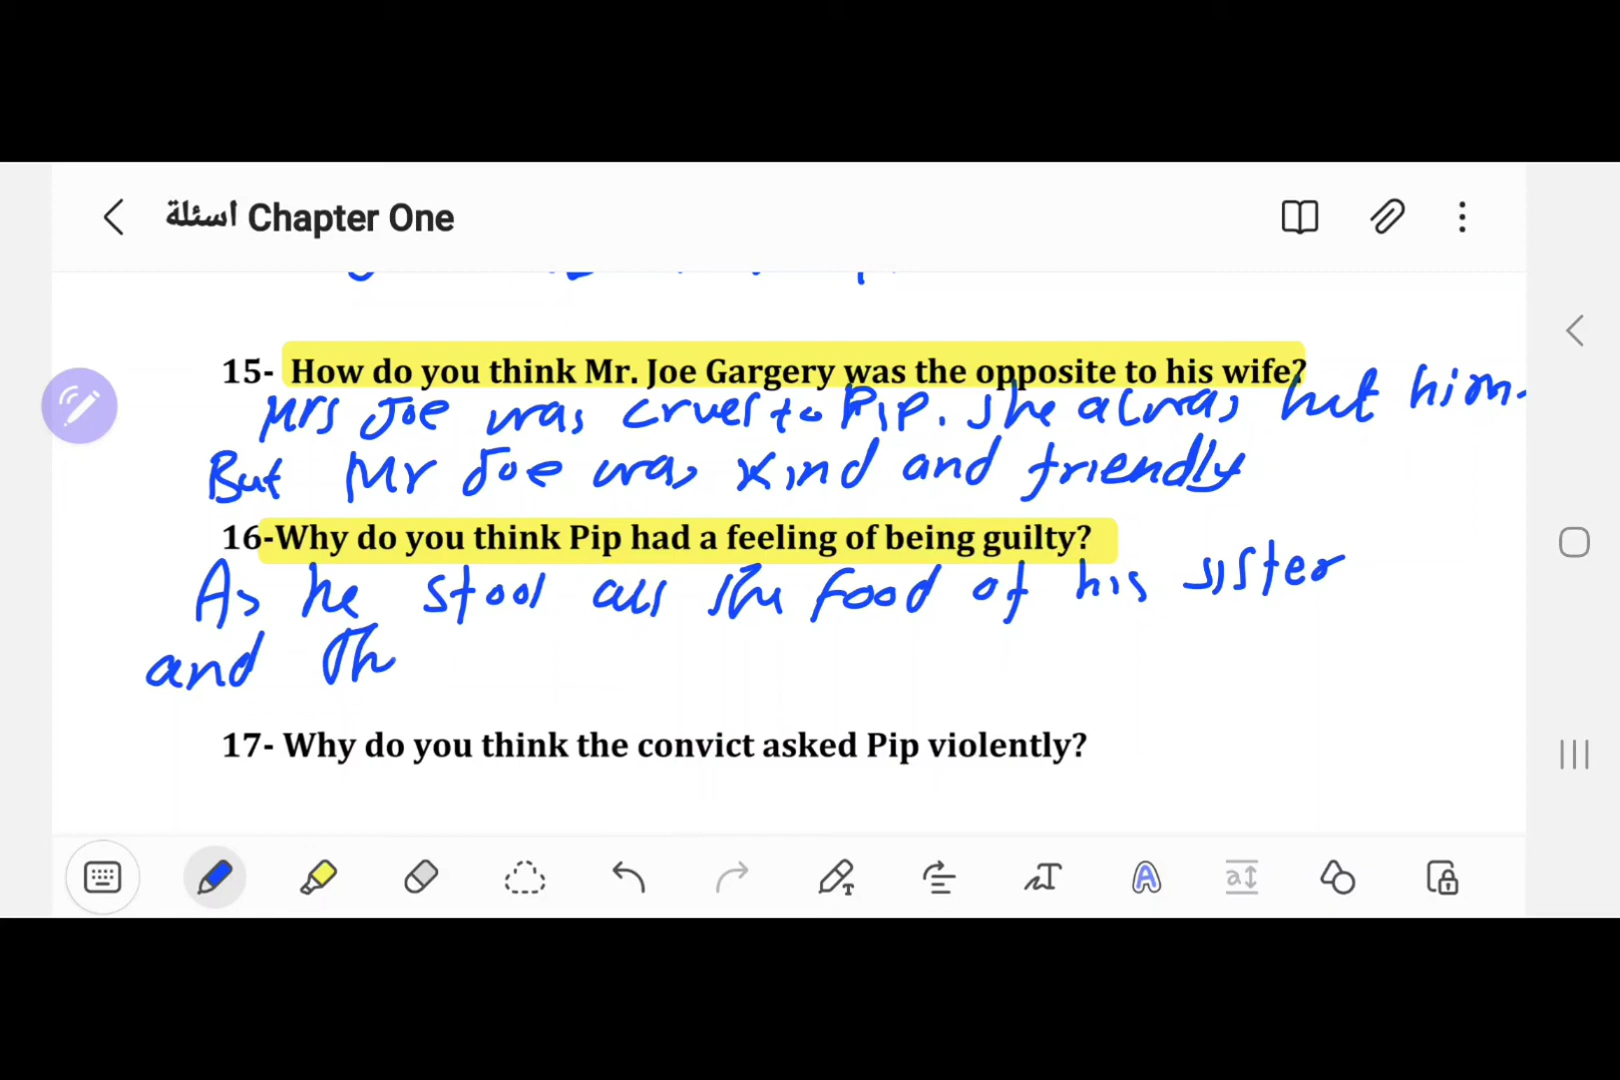 اسئلة Chapter One
15- How do you think Mr. Joe Gargery was the opposite to his wife?
Mrs Joe was cruel to Pip. She alwas hit him.
But Mr Joe was kind and friendly
16-Why do you think Pip had a feeling of being guilty?
As he stool all the food of his sister
and Th
17- Why do you think the convict asked Pip violently?